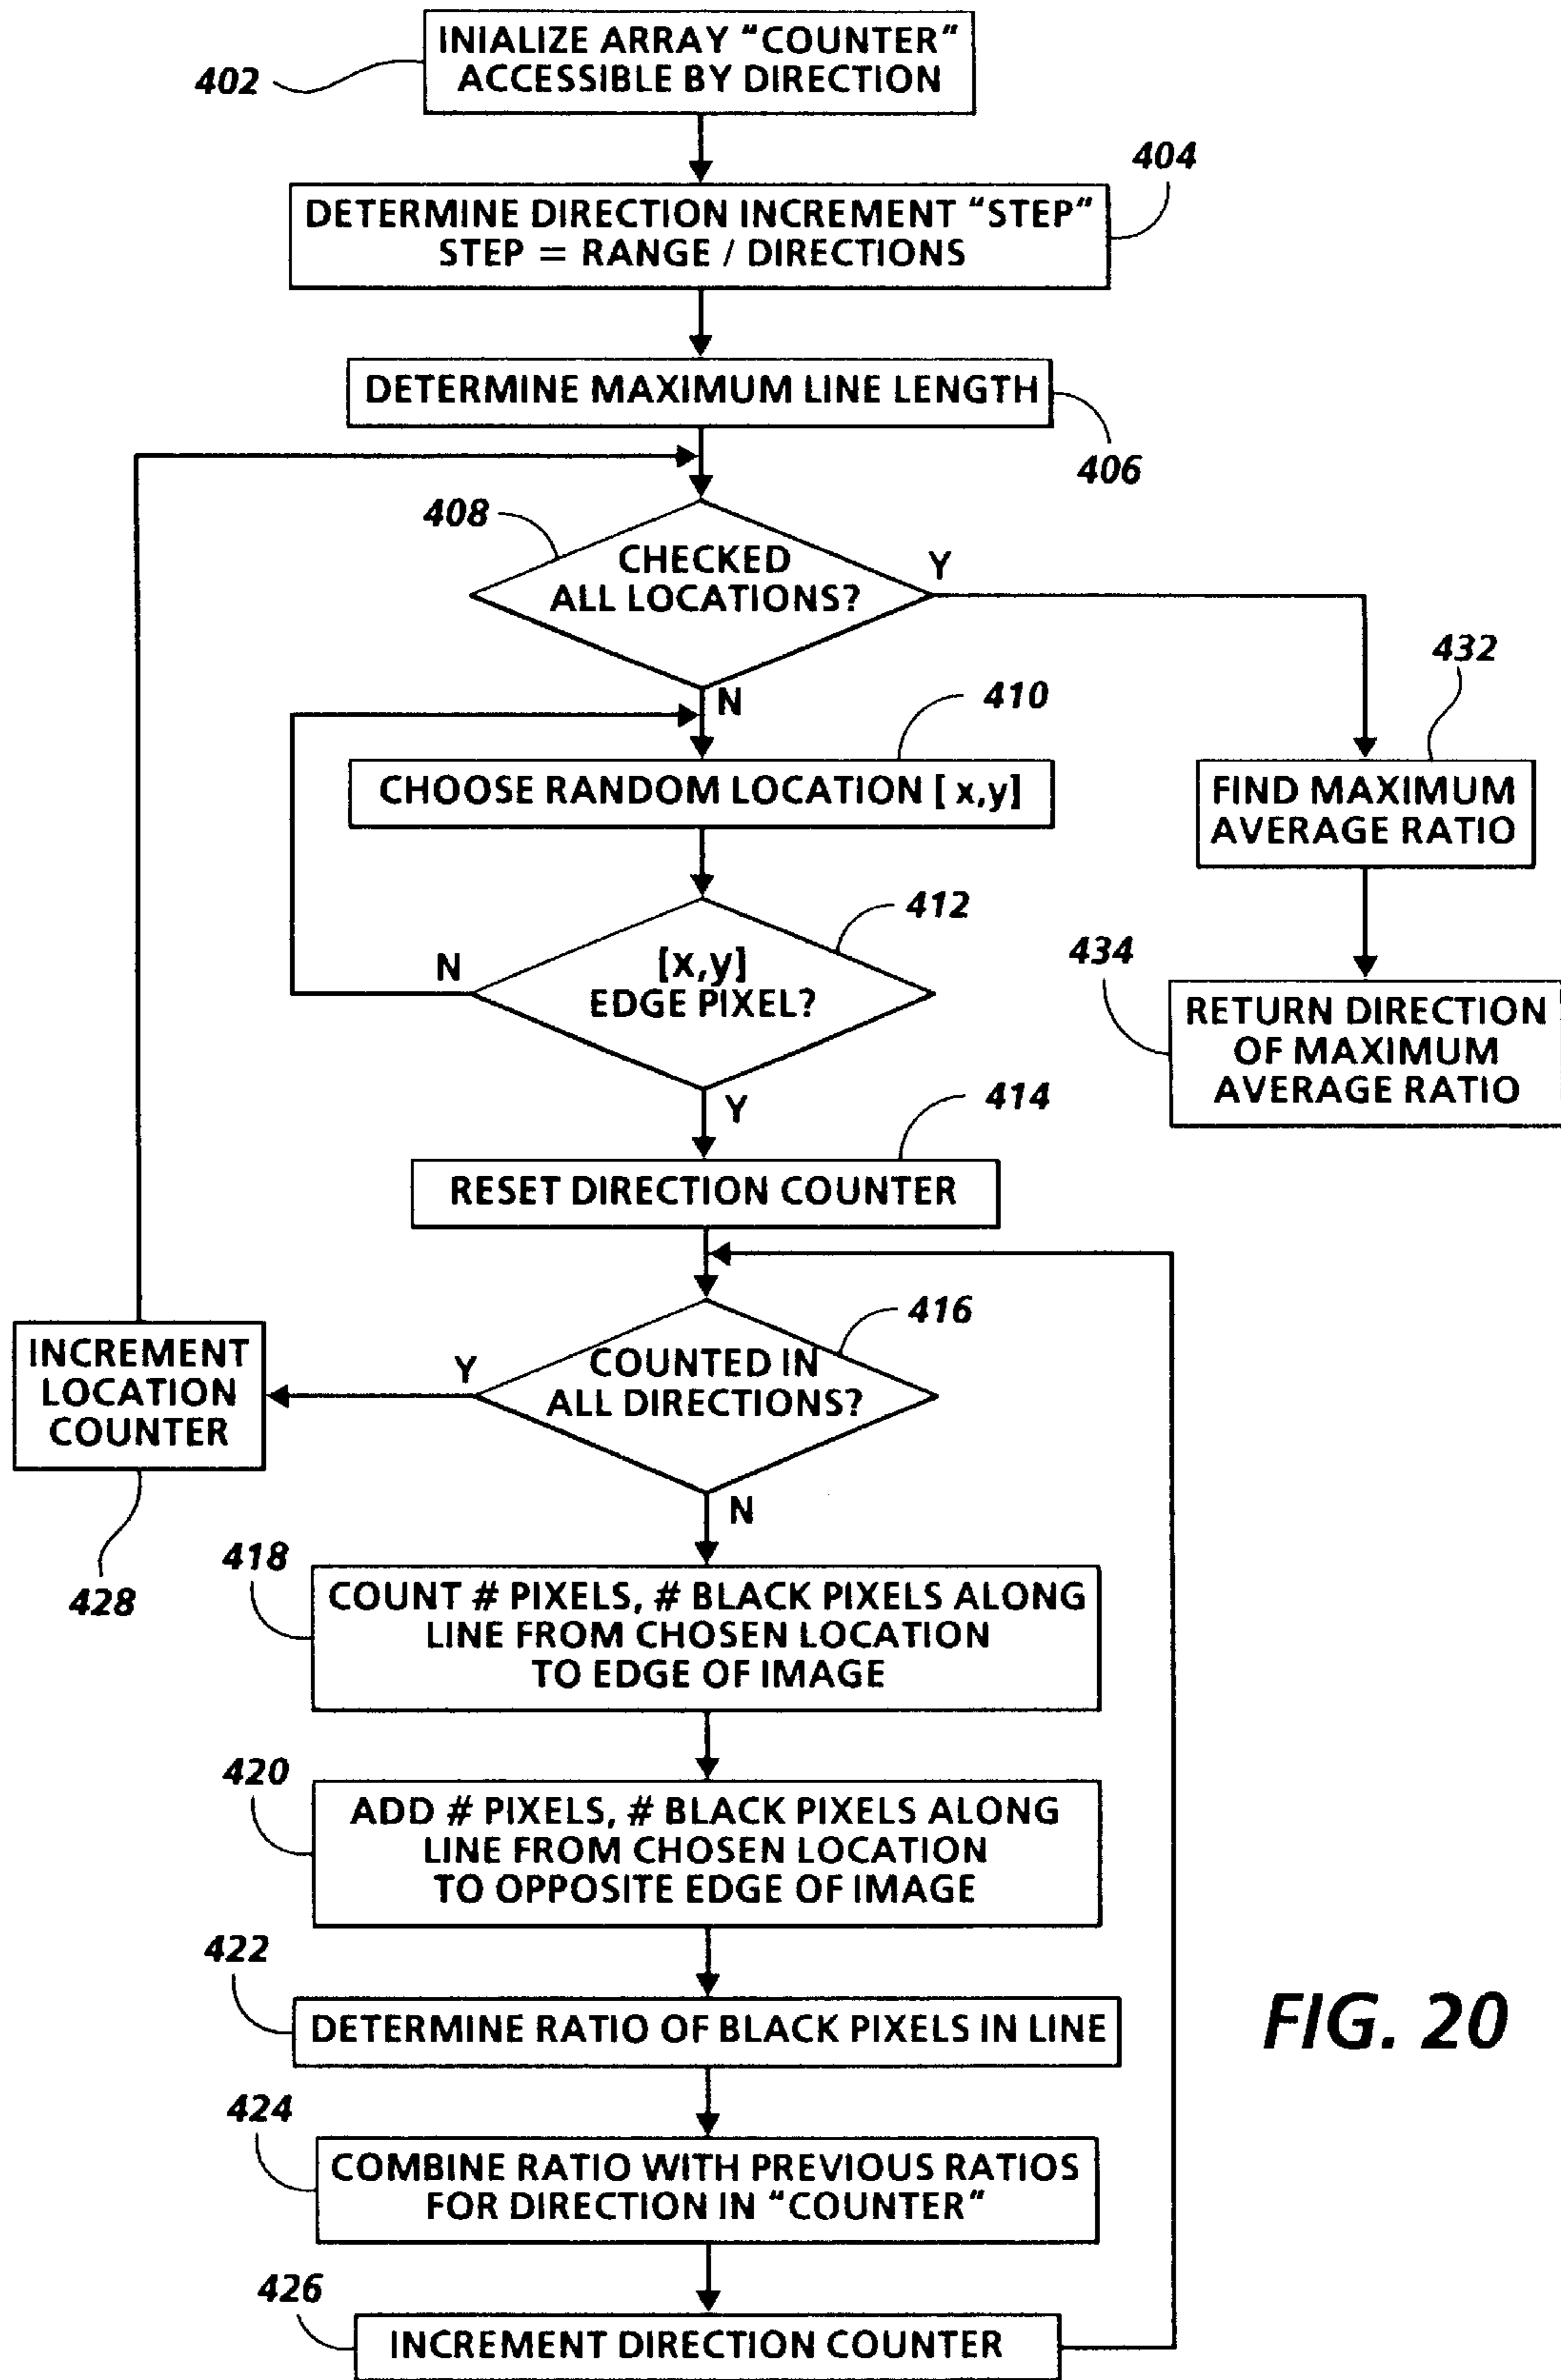 INIALIZE ARRAY "COUNTER"
ACCESSIBLE BY DIRECTION
402
404
DETERMINE DIRECTION INCREMENT "STEP"
STEP = RANGE / DIRECTIONS
DETERMINE MAXIMUM LINE LENGTH
406
408
CHECKED
ALL LOCATIONS?
Y
N
432
410
CHOOSE RANDOM LOCATION [ x,y]
FIND MAXIMUM
AVERAGE RATIO
412
[x,y]
EDGE PIXEL?
N
Y
434
RETURN DIRECTION
OF MAXIMUM
AVERAGE RATIO
414
RESET DIRECTION COUNTER
416
COUNTED IN
ALL DIRECTIONS?
Y
N
INCREMENT
LOCATION
COUNTER
428
418
COUNT # PIXELS, # BLACK PIXELS ALONG
LINE FROM CHOSEN LOCATION
TO EDGE OF IMAGE
420
ADD # PIXELS, # BLACK PIXELS ALONG
LINE FROM CHOSEN LOCATION
TO OPPOSITE EDGE OF IMAGE
422
DETERMINE RATIO OF BLACK PIXELS IN LINE
FIG. 20
424
COMBINE RATIO WITH PREVIOUS RATIOS
FOR DIRECTION IN "COUNTER"
426
INCREMENT DIRECTION COUNTER